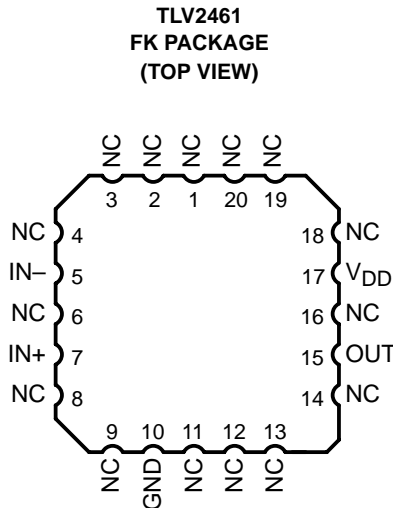 TLV2461
FK PACKAGE
(TOP VIEW)
NC NC NC NC NC
3 2 1 20 19
NC 4 18 NC
IN– 5 17 VDD
NC 6 16 NC
IN+ 7 15 OUT
NC 8 14 NC
9 10 11 12 13
NC GND NC NC NC